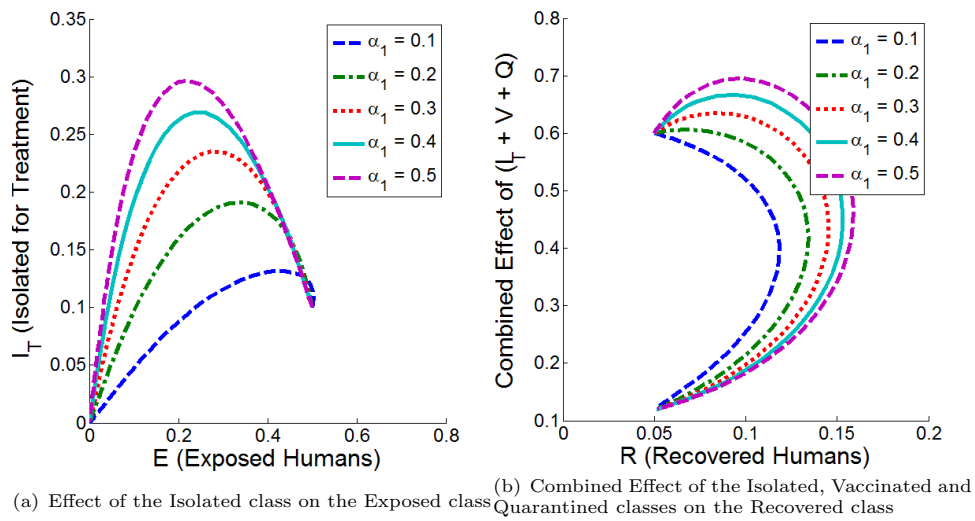 0.35
0.3
0.25
0.2
0.15
0.1
0.05
0
0
0.2
0.4
0.6
0.8
I_T (Isolated for Treatment)
E (Exposed Humans)
α_1 = 0.1
α_1 = 0.2
α_1 = 0.3
α_1 = 0.4
α_1 = 0.5
(a) Effect of the Isolated class on the Exposed class
0.8
0.7
0.6
0.5
0.4
0.3
0.2
0.1
0
0.05
0.1
0.15
0.2
Combined Effect of (I_T + V + Q)
R (Recovered Humans)
α_1 = 0.1
α_1 = 0.2
α_1 = 0.3
α_1 = 0.4
α_1 = 0.5
(b) Combined Effect of the Isolated, Vaccinated and
Quarantined classes on the Recovered class